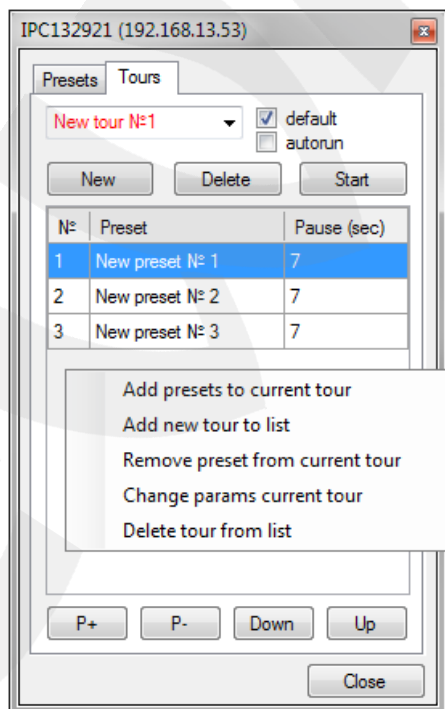 IPC132921 (192.168.13.53)
Presets Tours
New tour №1
default
autorun
New Delete Start
№ Preset Pause (sec)
1 New preset № 1 7
2 New preset № 2 7
3 New preset № 3 7
Add presets to current tour
Add new tour to list
Remove preset from current tour
Change params current tour
Delete tour from list
P+ P- Down Up
Close